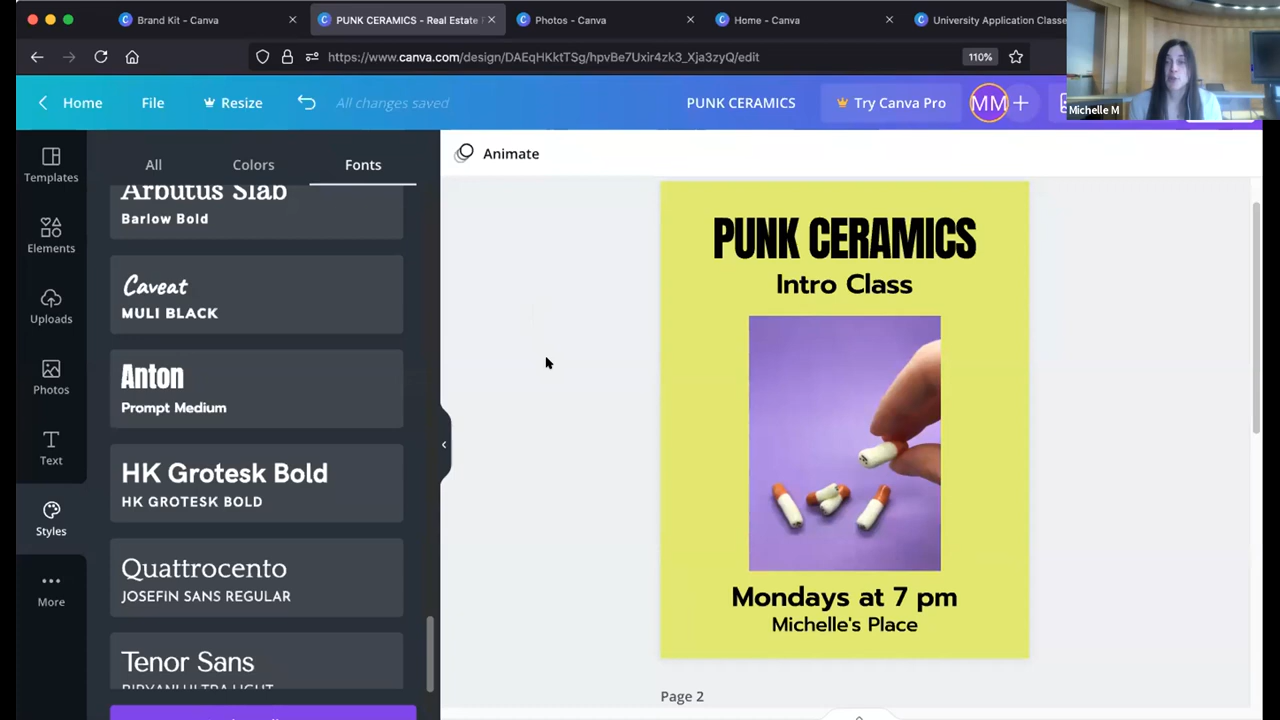 Brand Kit - Canva
PUNK CERAMICS - Real Estate
Photos - Canva
Home - Canva
University Application Classe
https://www.canva.com/design/DAEqHKktTSg/hpvBe7Uxir4zk3_Xja3zyQ/edit
110%
Michelle M
Home
File
Resize
All changes saved
PUNK CERAMICS
Try Canva Pro
MM
Templates
Elements
Uploads
Photos
Text
Styles
More
All
Colors
Fonts
Arbutus Slab
Barlow Bold
Caveat
MULI BLACK
Anton
Prompt Medium
HK Grotesk Bold
HK GROTESK BOLD
Quattrocento
JOSEFIN SANS REGULAR
Tenor Sans
Animate
PUNK CERAMICS
Intro Class
Mondays at 7 pm
Michelle's Place
Page 2